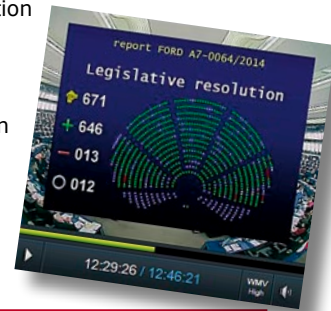 tion
n
report FORD A7-0064/2014
Legislative resolution
671
+ 646
- 013
O 012
12:29:26 / 12:46:21
WMV
High